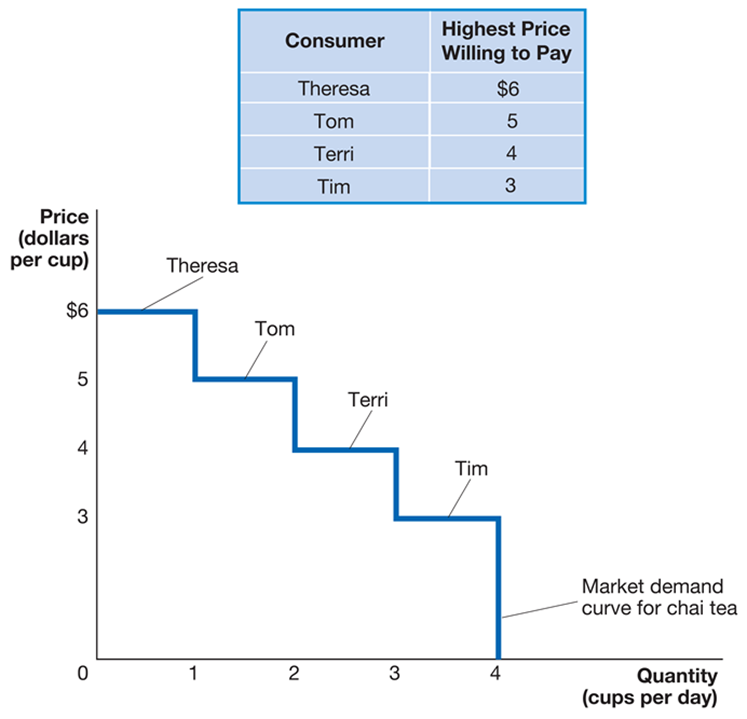 Consumer
Highest Price
Willing to Pay
Theresa
$6
Tom
5
Terri
4
Tim
3
Price
(dollars
per cup)
Theresa
$6
Tom
5
Terri
4
Tim
3
Market demand
curve for chai tea
0
1
2
3
4
Quantity
(cups per day)